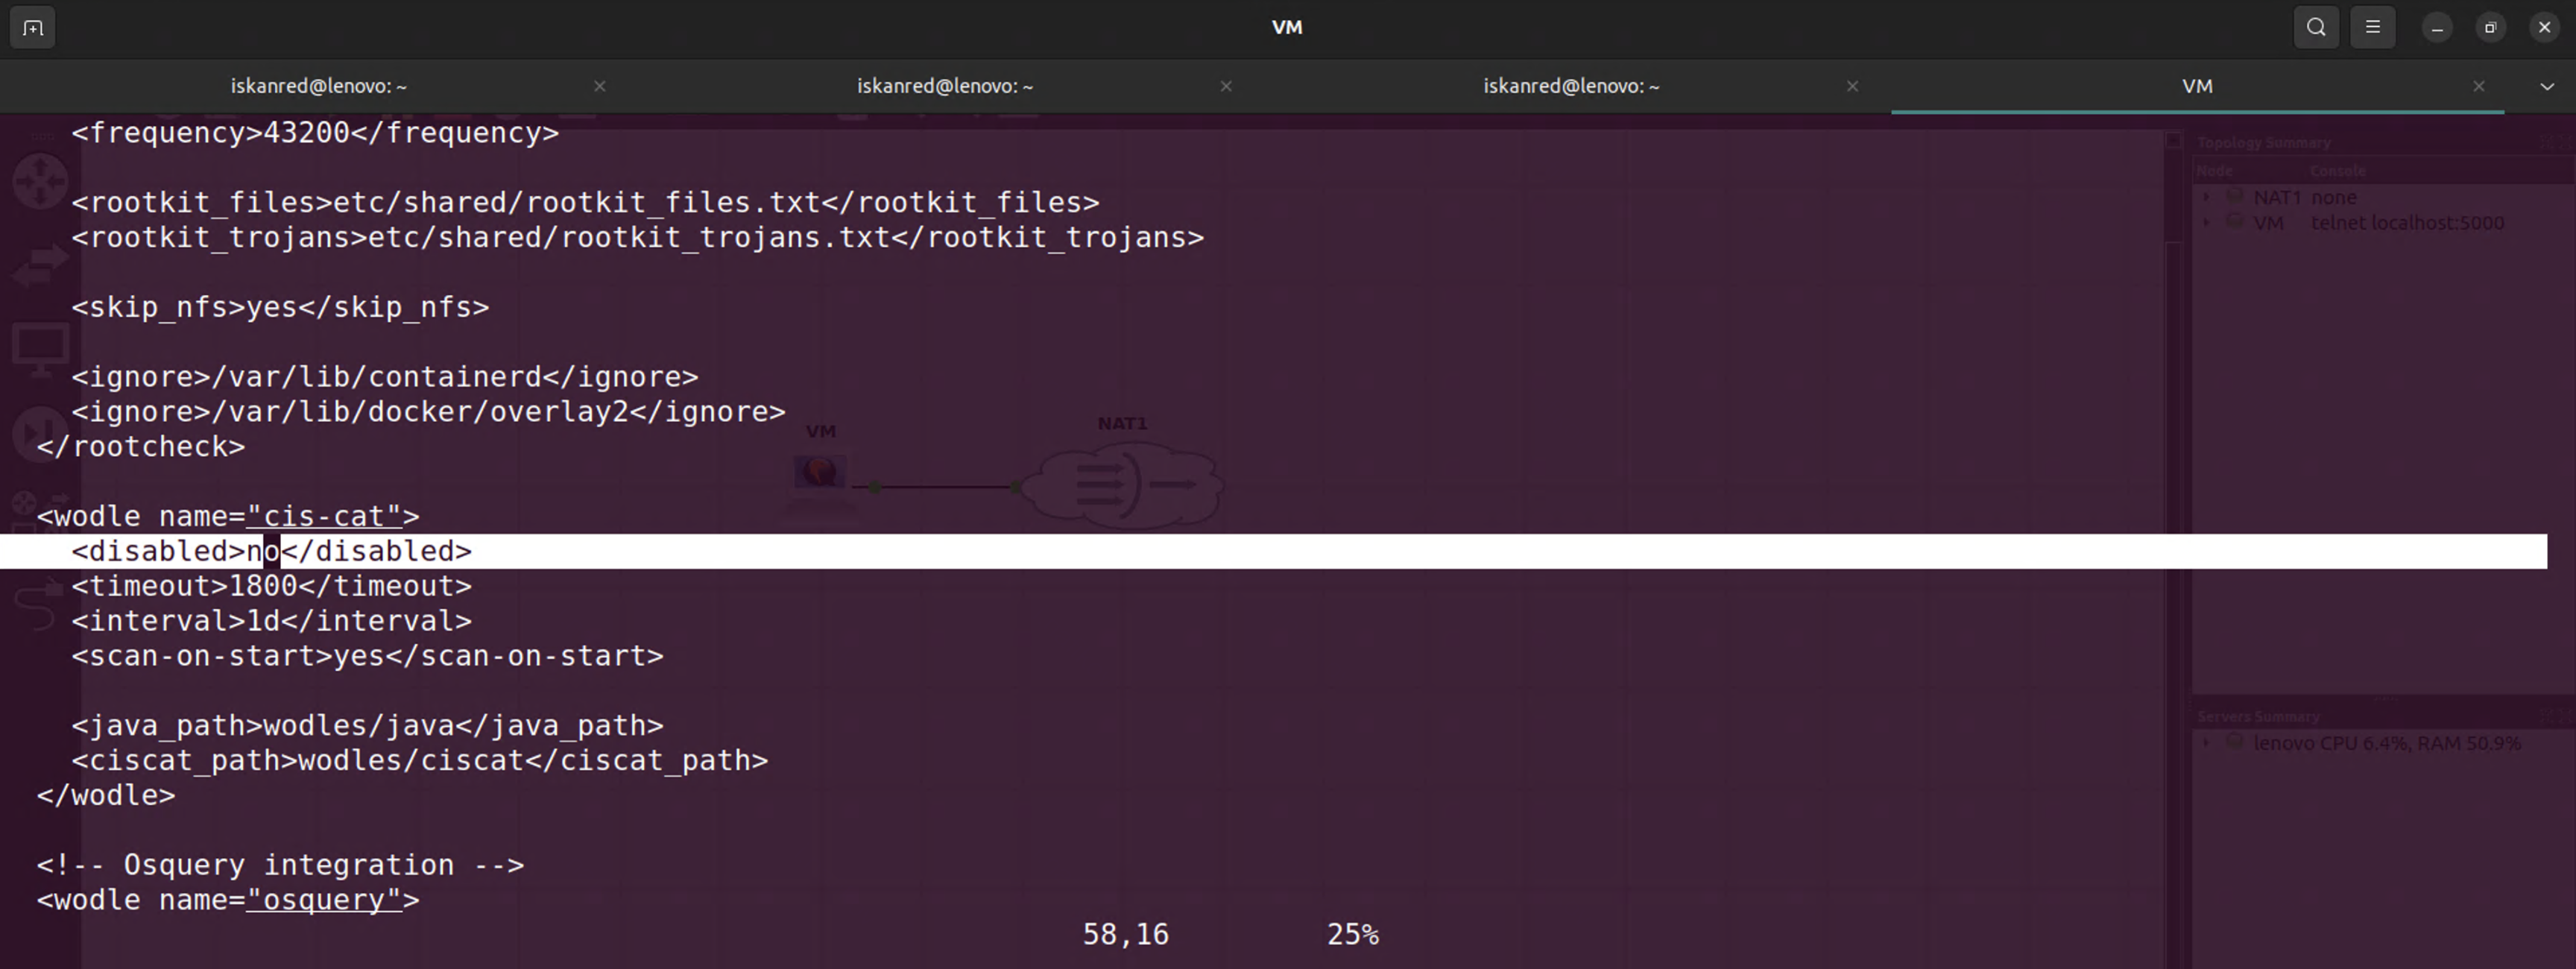 VM
iskanred@lenovo: ~
iskanred@lenovo: ~
iskanred@lenovo: ~
VM
<frequency>43200</frequency>
<rootkit_files>etc/shared/rootkit_files.txt</rootkit_files>
<rootkit_trojans>etc/shared/rootkit_trojans.txt</rootkit_trojans>
<skip_nfs>yes</skip_nfs>
<ignore>/var/lib/containerd</ignore>
<ignore>/var/lib/docker/overlay2</ignore>
</rootcheck>
<wodle name="cis-cat">
<disabled>no</disabled>
<timeout>1800</timeout>
<interval>1d</interval>
<scan-on-start>yes</scan-on-start>
<java_path>wodles/java</java_path>
<ciscat_path>wodles/ciscat</ciscat_path>
</wodle>
<!-- Osquery integration -->
<wodle name="osquery">
58,16 25%
VM
NAT1
Topology Summary
Node Console
NAT1 none
VM telnet localhost:5000
Servers Summary
lenovo CPU 6.4%, RAM 50.9%